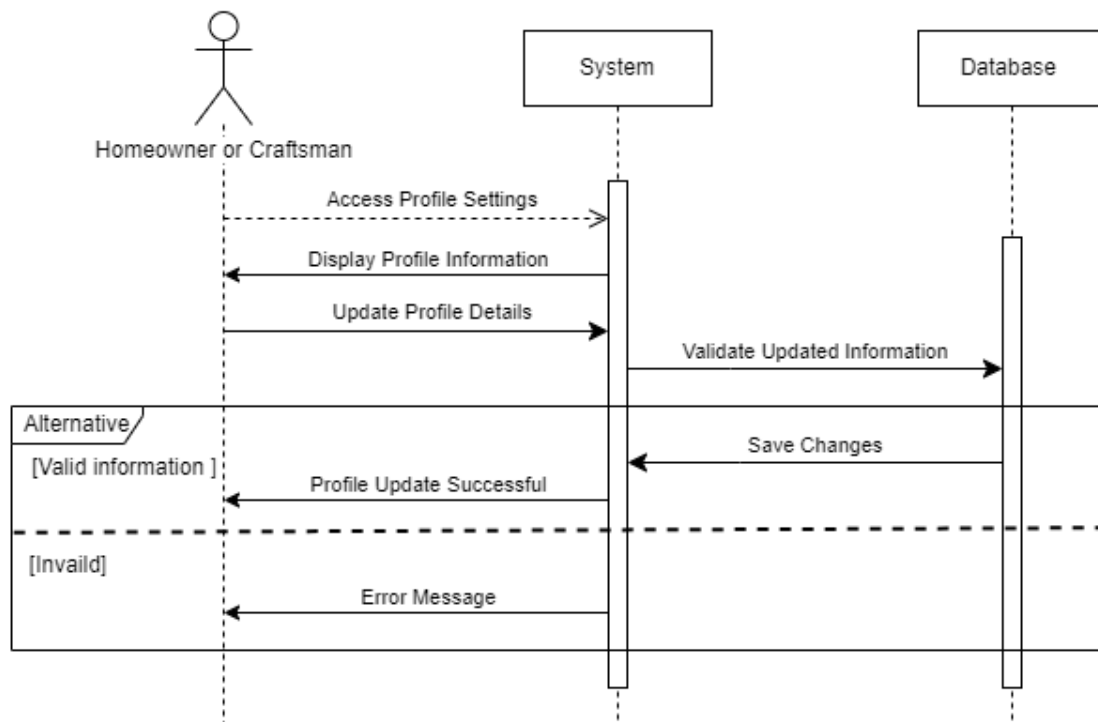 System
Database
Homeowner or Craftsman
Access Profile Settings
Display Profile Information
Update Profile Details
Validate Updated Information
Alternative
Save Changes
[Valid information ]
Profile Update Successful
[Invaild]
Error Message